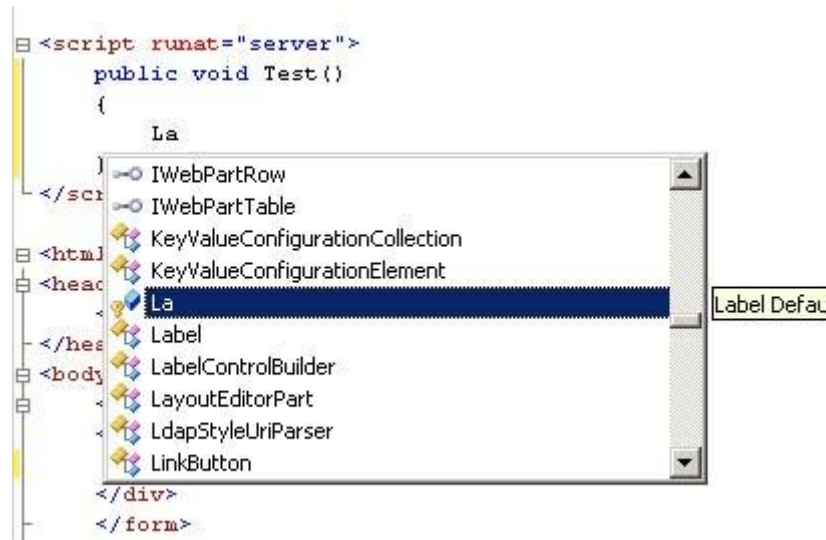 <script runat="server">
public void Test()
{
La
}
IWebPartRow
</scr
IWebPartTable
KeyValueConfigurationCollection
<html
KeyValueConfigurationElement
<head
La
Label Defau
<
Label
</hea
LabelControlBuilder
<body
LayoutEditorPart
<
LdapStyleUriParser
<
LinkButton
</div>
</form>